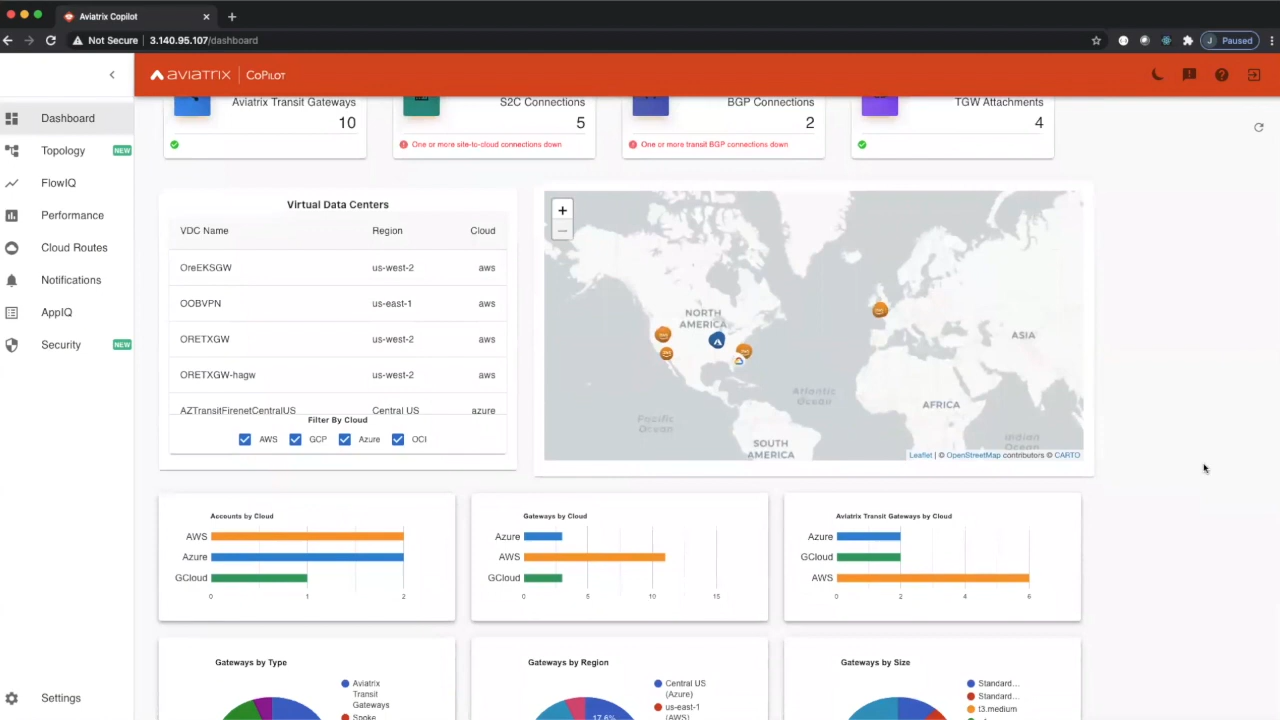 Aviatrix Copilot
Not Secure 3.140.95.107/dashboard
J Paused
aviatrix CoPilot
Dashboard
Topology NEW
FlowIQ
Performance
Cloud Routes
Notifications
AppIQ
Security NEW
Settings
Aviatrix Transit Gateways
10
S2C Connections
5
One or more site-to-cloud connections down
BGP Connections
2
One or more transit BGP connections down
TGW Attachments
4
Virtual Data Centers
VDC Name Region Cloud
OreEKSGW us-west-2 aws
OOBVPN us-east-1 aws
ORETXGW us-west-2 aws
ORETXGW-hagw us-west-2 aws
AZTransitFirenetCentralUS Central US azure
Filter By Cloud
AWS GCP Azure OCI
+
−
NORTH
AMERICA
ASIA
Atlantic
Ocean
AFRICA
Pacific
Ocean
SOUTH
AMERICA
Indian
Ocean
Leaflet | © OpenStreetMap contributors © CARTO
Accounts by Cloud
AWS
Azure
GCloud
0 1 2
Gateways by Cloud
Azure
AWS
GCloud
0 5 10 15
Aviatrix Transit Gateways by Cloud
Azure
GCloud
AWS
0 2 4 6
Gateways by Type
Aviatrix
Transit
Gateways
Spoke
Gateways by Region
17.6%
Central US
(Azure)
us-east-1
(AWS)
Gateways by Size
Standard...
Standard...
t3.medium